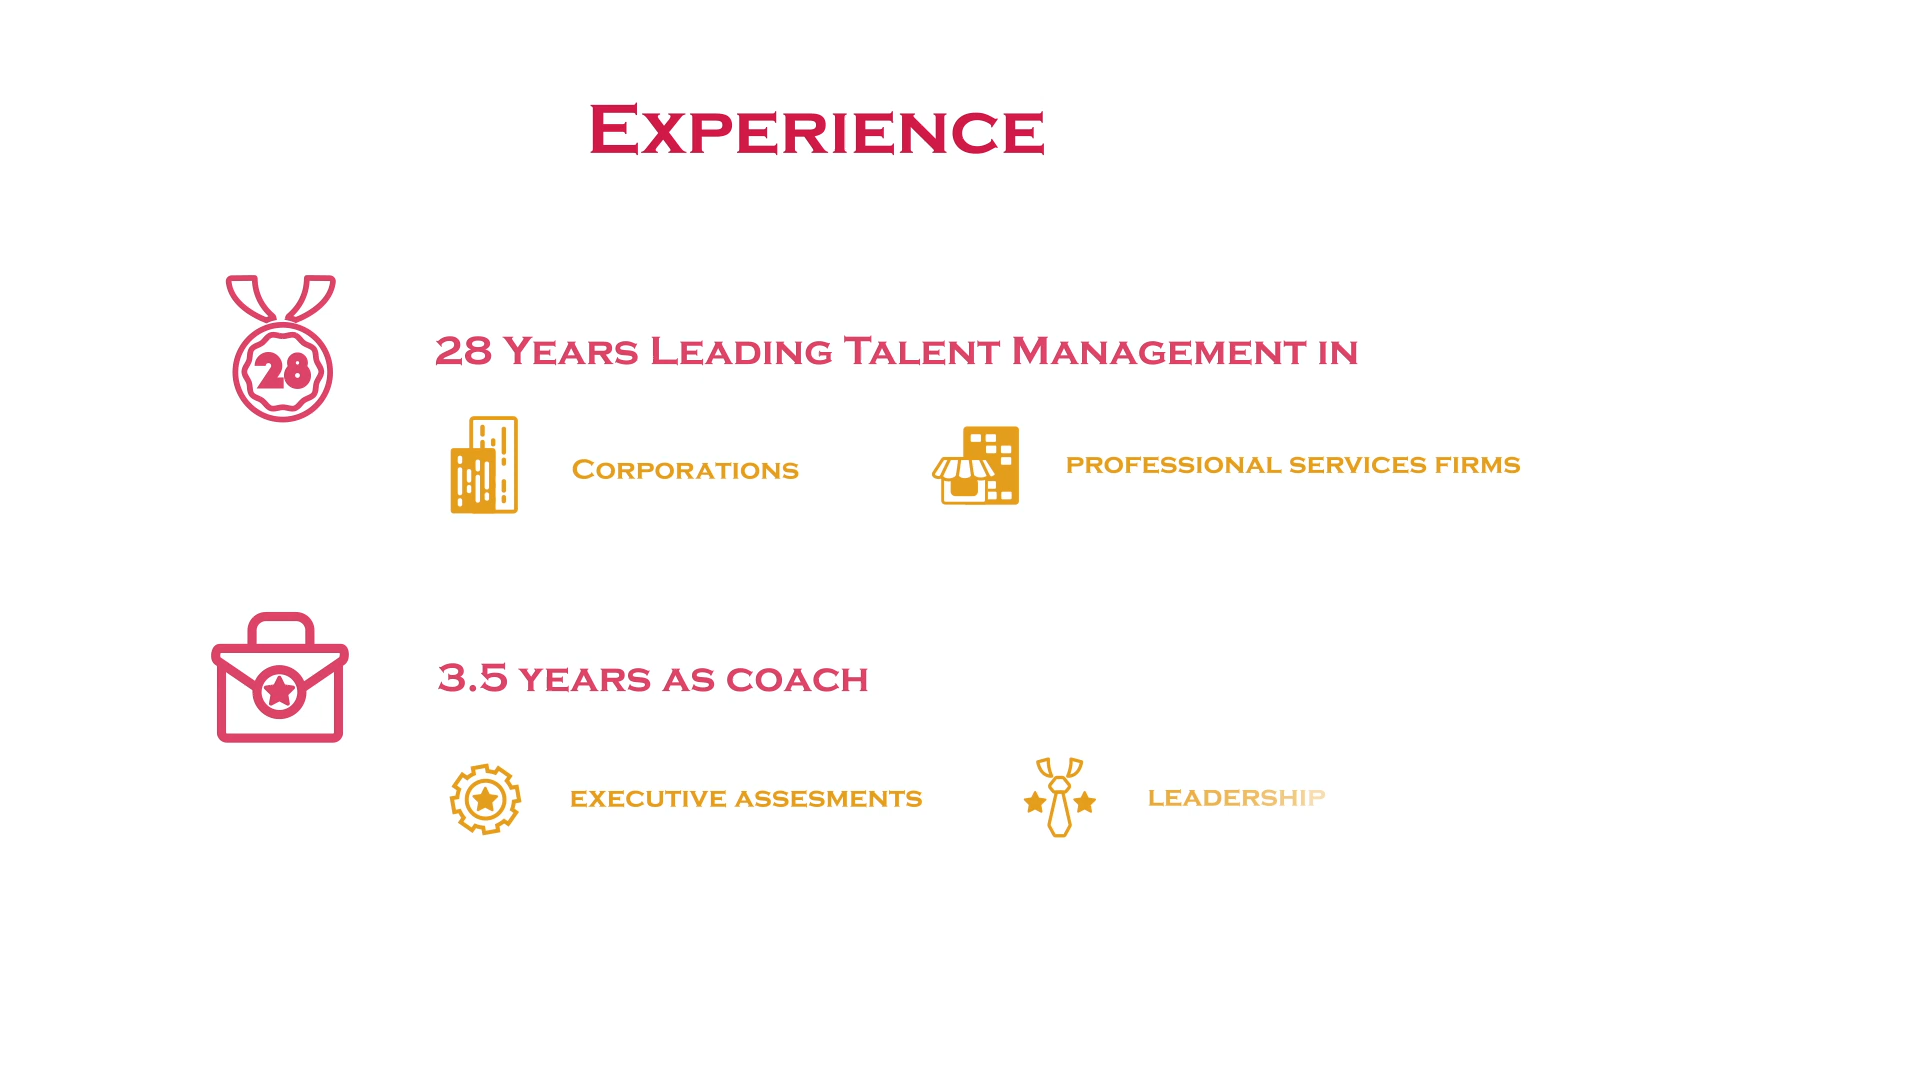 Experience
28
28 Years Leading Talent Management in
Corporations
professional services firms
3.5 years as coach
executive assesments
leadership